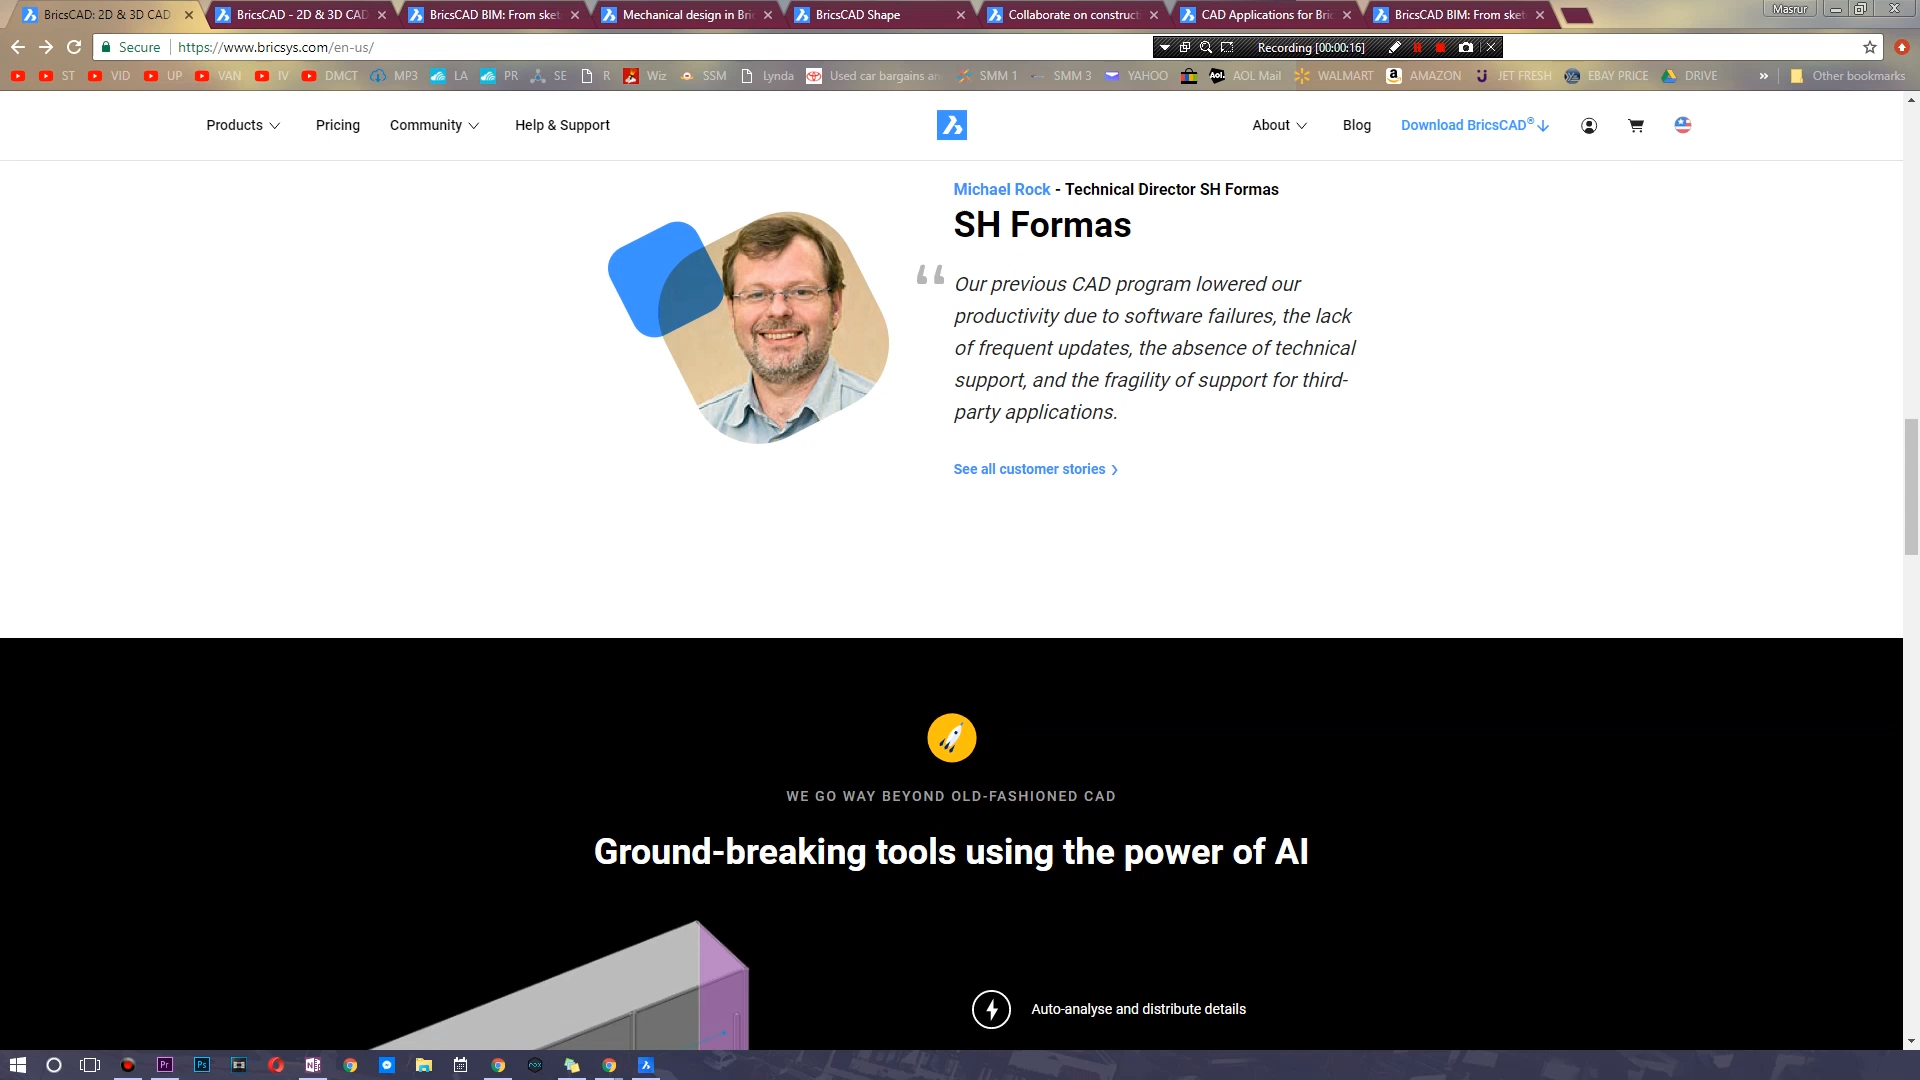 BricsCAD: 2D & 3D CAD
BricsCAD - 2D & 3D CAD
BricsCAD BIM: From sket
Mechanical design in Bric
BricsCAD Shape
Collaborate on construct
CAD Applications for Bric
BricsCAD BIM: From sket
Masrur
Secure
https://www.bricsys.com/en-us/
Recording [00:00:16]
ST
VID
UP
VAN
IV
DMCT
MP3
LA
PR
SE
R
Wiz
SSM
Lynda
Used car bargains an
SMM 1
SMM 3
YAHOO
AOL Mail
WALMART
AMAZON
JET FRESH
EBAY PRICE
DRIVE
»
Other bookmarks
Products
Pricing
Community
Help & Support
About
Blog
Download BricsCAD®
Michael Rock - Technical Director SH Formas
SH Formas
“ Our previous CAD program lowered our
productivity due to software failures, the lack
of frequent updates, the absence of technical
support, and the fragility of support for third-
party applications.
See all customer stories
WE GO WAY BEYOND OLD-FASHIONED CAD
Ground-breaking tools using the power of AI
Auto-analyse and distribute details